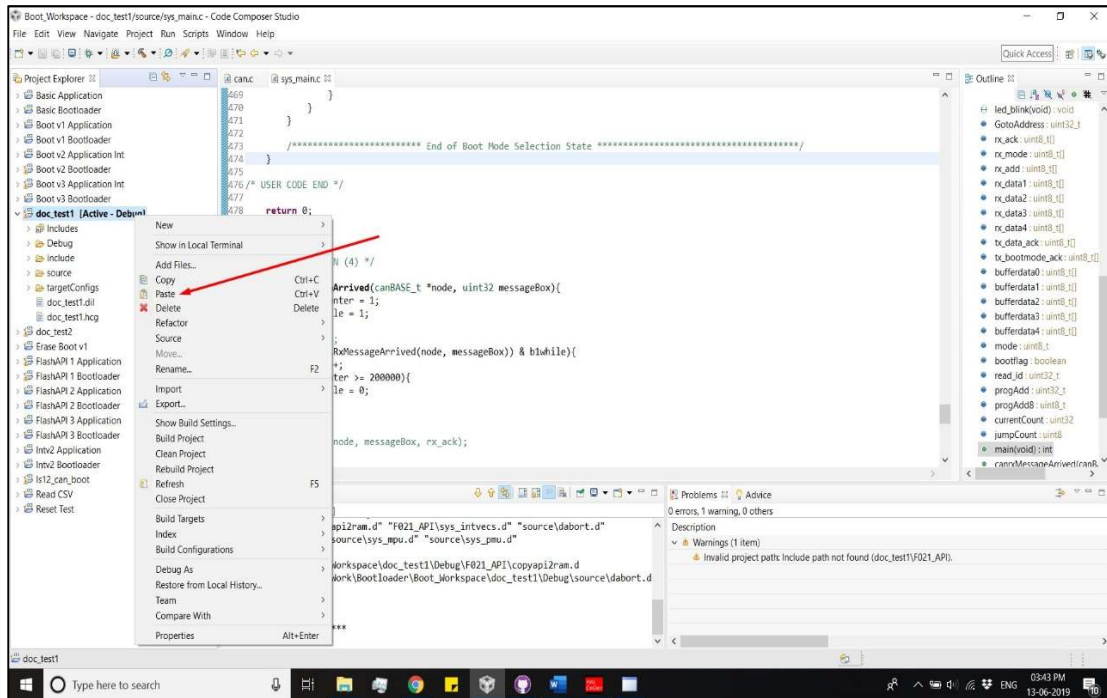 Boot_Workspace - doc_test1/source/sys_main.c - Code Composer Studio
File Edit View Navigate Project Run Scripts Window Help
Quick Access
Project Explorer
Basic Application
Basic Bootloader
Boot v1 Application
Boot v1 Bootloader
Boot v2 Application Int
Boot v2 Bootloader
Boot v3 Application Int
Boot v3 Bootloader
doc_test1 [Active - Debug]
Includes
Debug
include
source
targetConfigs
doc_test1.dil
doc_test1.hcg
doc_test2
Erase Boot v1
FlashAPI 1 Application
FlashAPI 1 Bootloader
FlashAPI 2 Application
FlashAPI 2 Bootloader
FlashAPI 3 Application
FlashAPI 3 Bootloader
Intv2 Application
Intv2 Bootloader
ls12_can_boot
Read CSV
Reset Test
New
Show in Local Terminal
Add Files...
Copy Ctrl+C
Paste Ctrl+V
Delete Delete
Refactor
Source
Move...
Rename... F2
Import
Export...
Show Build Settings...
Build Project
Clean Project
Rebuild Project
Refresh F5
Close Project
Build Targets
Index
Build Configurations
Debug As
Restore from Local History...
Team
Compare With
Properties Alt+Enter
can.c sys_main.c
469 }
470 }
471 }
472
473 /************************* End of Boot Mode Selection State ***************************************/
474 }
475
476 /* USER CODE END */
477
478 return 0;
N (4) */
Arrived(canBASE_t *node, uint32 messageBox){
nter = 1;
le = 1;
;
RxMessageArrived(node, messageBox)) & b1while){
+;
ter >= 200000){
le = 0;
node, messageBox, rx_ack);
Outline
led_blink(void) : void
GotoAddress : uint32_t
rx_ack : uint8_t[]
rx_mode : uint8_t[]
rx_add : uint8_t[]
rx_data1 : uint8_t[]
rx_data2 : uint8_t[]
rx_data3 : uint8_t[]
rx_data4 : uint8_t[]
tx_data_ack : uint8_t[]
tx_bootmode_ack : uint8_t[]
bufferdata0 : uint8_t[]
bufferdata1 : uint8_t[]
bufferdata2 : uint8_t[]
bufferdata3 : uint8_t[]
bufferdata4 : uint8_t[]
mode : uint8_t
bootflag : boolean
read_id : uint32_t
progAdd : uint32_t
progAdd8 : uint8_t
currentCount : uint32
jumpCount : uint8
main(void) : int
canrxMessageArrived(canB
api2ram.d" "F021_API\sys_intvecs.d" "source\dabort.d"
source\sys_mpu.d" "source\sys_pmu.d"
Workspace\doc_test1\Debug\F021_API\copyapi2ram.d
Work\Bootloader\Boot_Workspace\doc_test1\Debug\source\dabort.d
***
Problems Advice
0 errors, 1 warning, 0 others
Description
Warnings (1 item)
Invalid project path: Include path not found (doc_test1\F021_API).
doc_test1
Type here to search
ENG
03:43 PM
13-06-2019